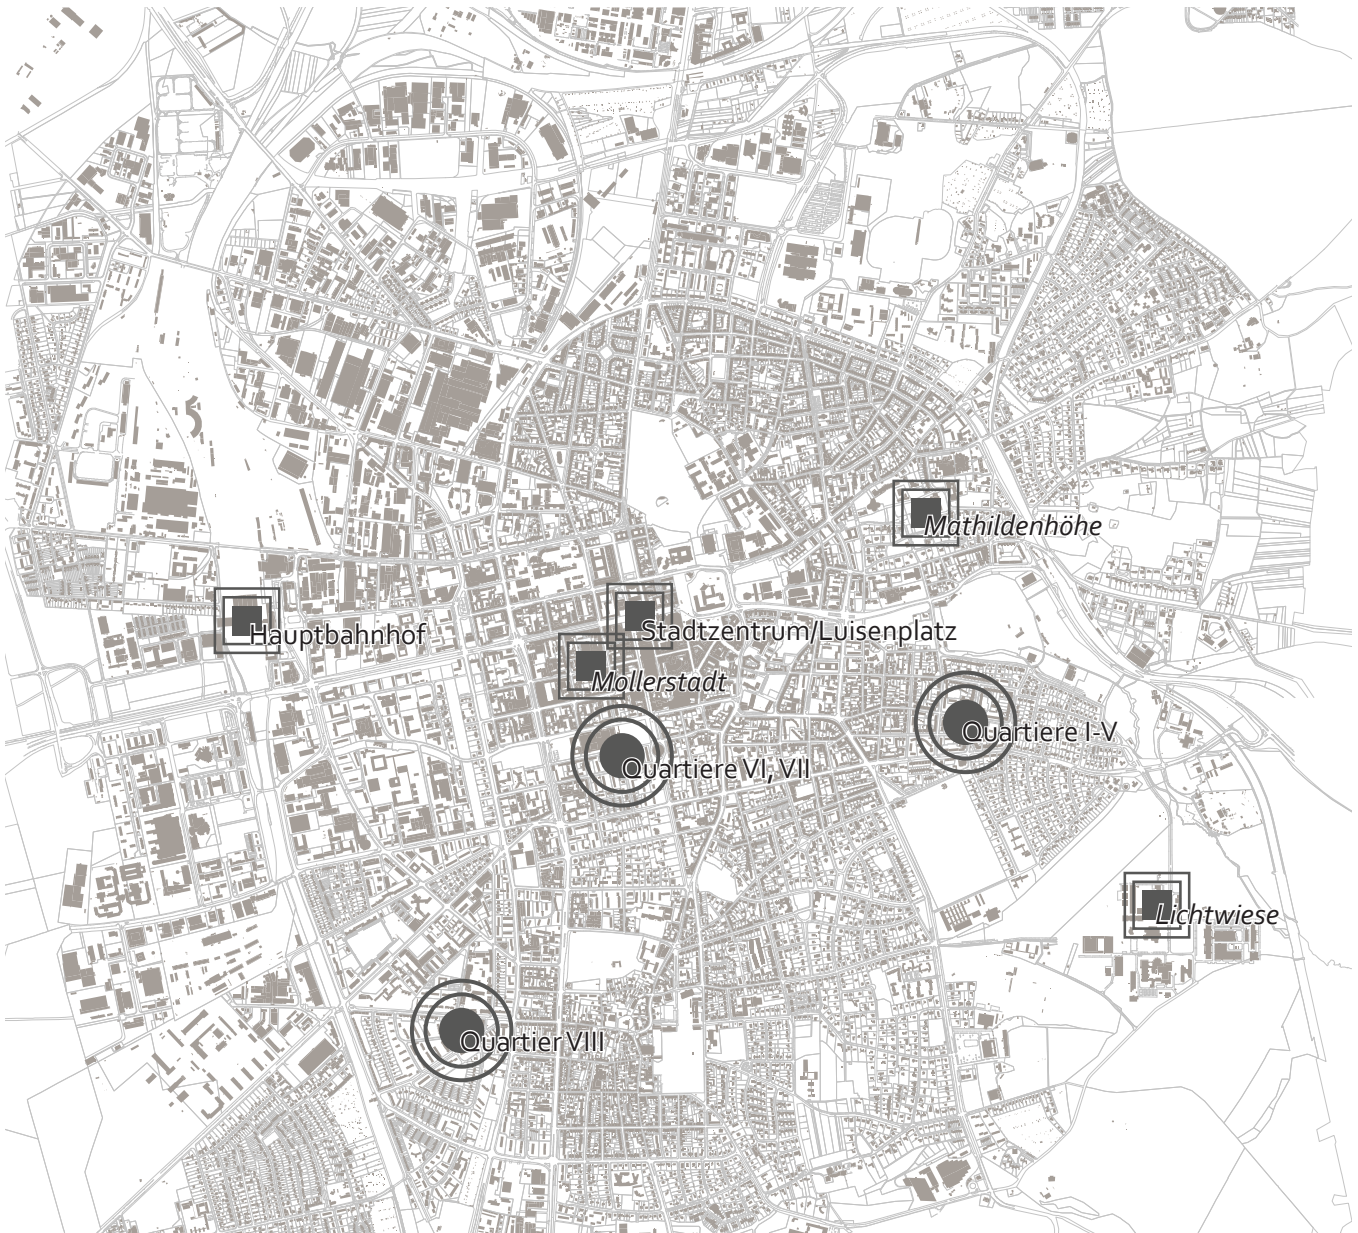 Mathildenhöhe
Hauptbahnhof
Stadtzentrum/Luisenplatz
Mollerstadt
Quartiere I-V
Quartiere VI, VII
Lichtwiese
Quartier VIII